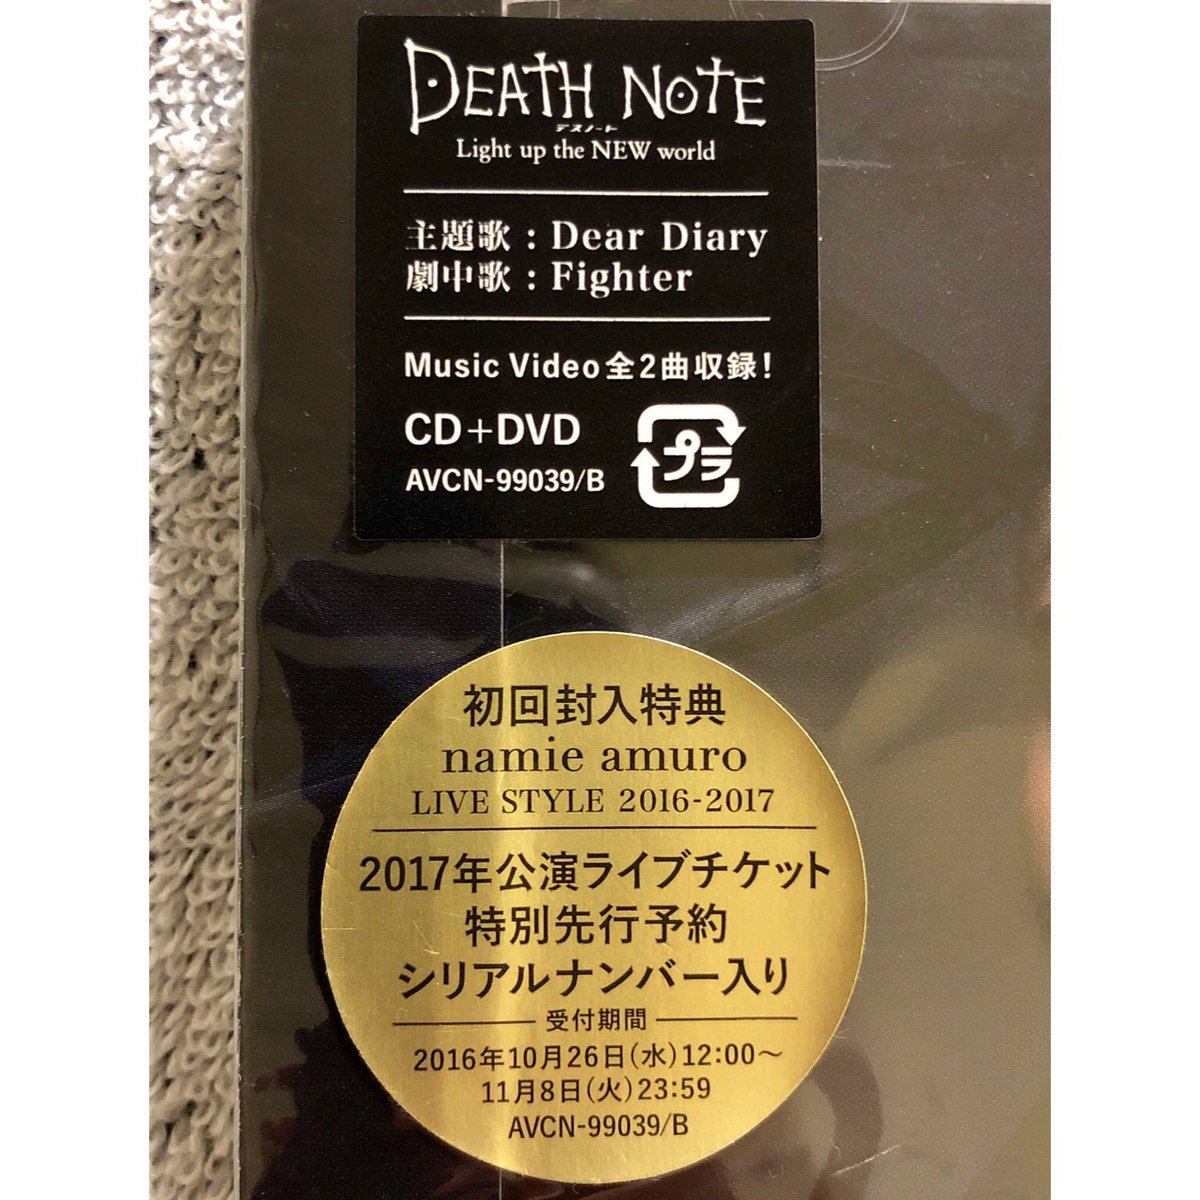 DEATH NOTE
デスノート
Light up the NEW world
主題歌：Dear Diary
劇中歌：Fighter
Music Video全2曲収録！
CD+DVD
プラ
AVCN-99039/B
初回封入特典
namie amuro
LIVE STYLE 2016-2017
2017年公演ライブチケット
特別先行予約
シリアルナンバー入り
受付期間
2016年10月26日(水)12:00〜
11月8日(火)23:59
AVCN-99039/B